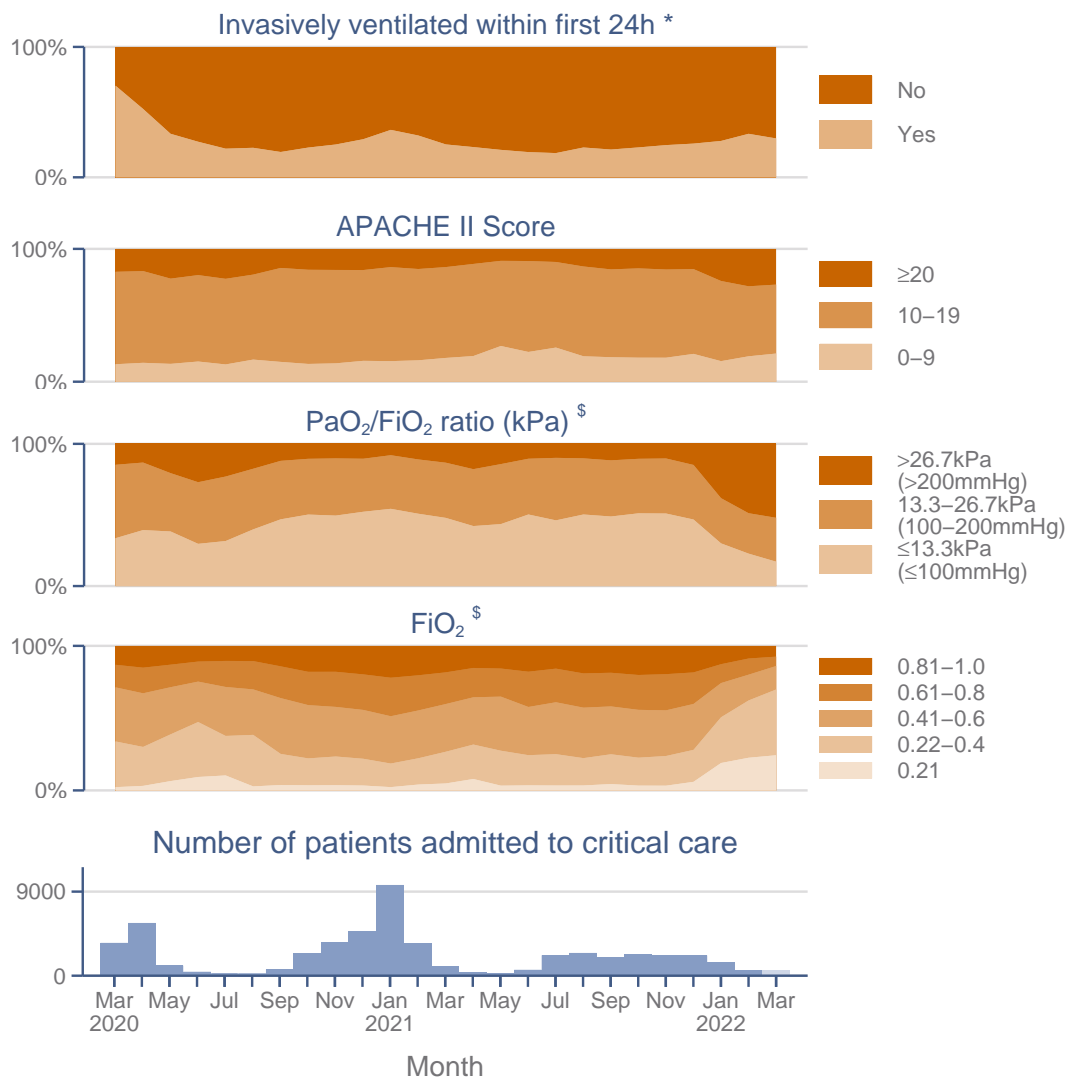 Invasively ventilated within first 24h *
100%
0%
No
Yes
APACHE II Score
100%
0%
≥20
10−19
0−9
PaO₂/FiO₂ ratio (kPa) $
100%
0%
>26.7kPa
(>200mmHg)
13.3−26.7kPa
(100−200mmHg)
≤13.3kPa
(≤100mmHg)
FiO₂ $
100%
0%
0.81−1.0
0.61−0.8
0.41−0.6
0.22−0.4
0.21
Number of patients admitted to critical care
9000
0
Mar May Jul Sep Nov Jan Mar May Jul Sep Nov Jan Mar
2020 2021 2022
Month